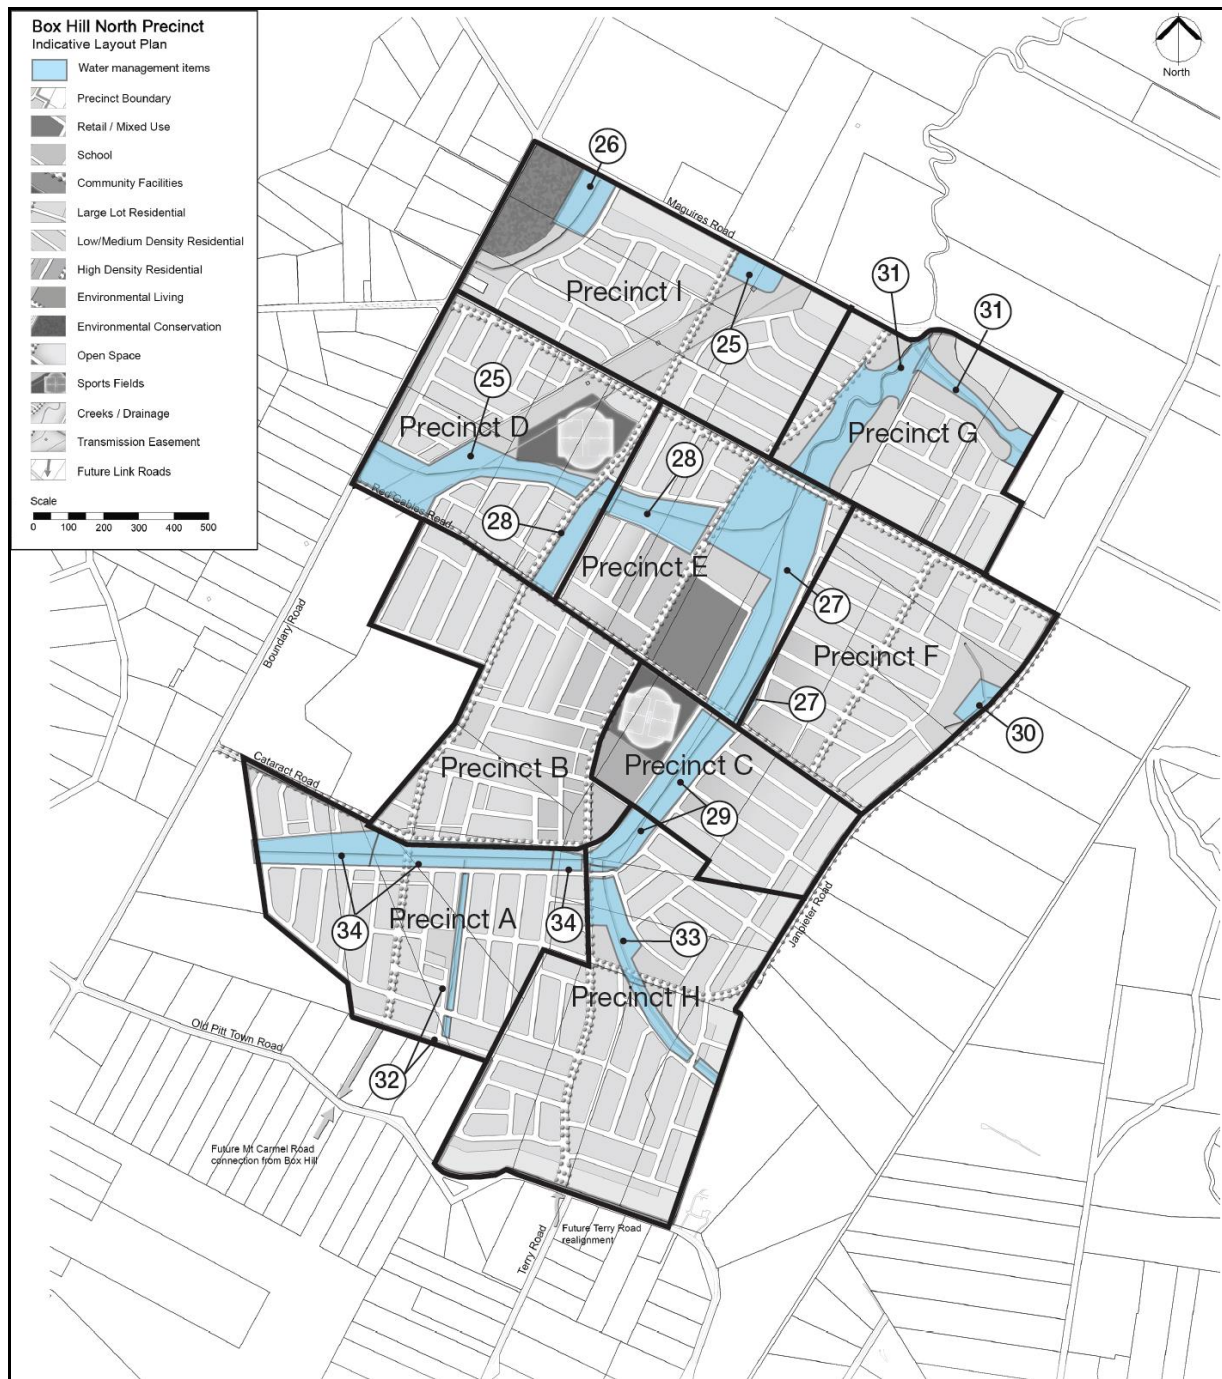 Box Hill North Precinct
Indicative Layout Plan
Water management items
Precinct Boundary
Retail / Mixed Use
School
Community Facilities
Large Lot Residential
Low/Medium Density Residential
High Density Residential
Environmental Living
Environmental Conservation
Open Space
Sports Fields
Creeks / Drainage
Transmission Easement
Future Link Roads
Scale
0 100 200 300 400 500
North
26
Maguires Road
Precinct I
31
31
25
25
Precinct D
Precinct G
28
Red Gables Road
28
Precinct E
27
Boundary Road
Precinct F
27
30
Cataract Road
Precinct B
Precinct C
29
Precinct A
34
34
33
Janpieter Road
Precinct H
Old Pitt Town Road
32
Future Mt Carmel Road
connection from Box Hill
Terry Road
Future Terry Road
realignment